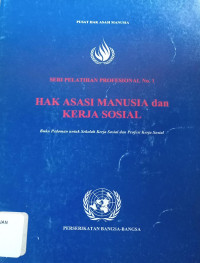 PUSAT HAK ASASI MANUSIA
SERI PELATIHAN PROFESIONAL No: 1
HAK ASASI MANUSIA dan
KERJA SOSIAL
Buku Pedoman untuk Sekolah Kerja Sosial dan Profesi Kerja Sosial
PERSERIKATAN BANGSA-BANGSA